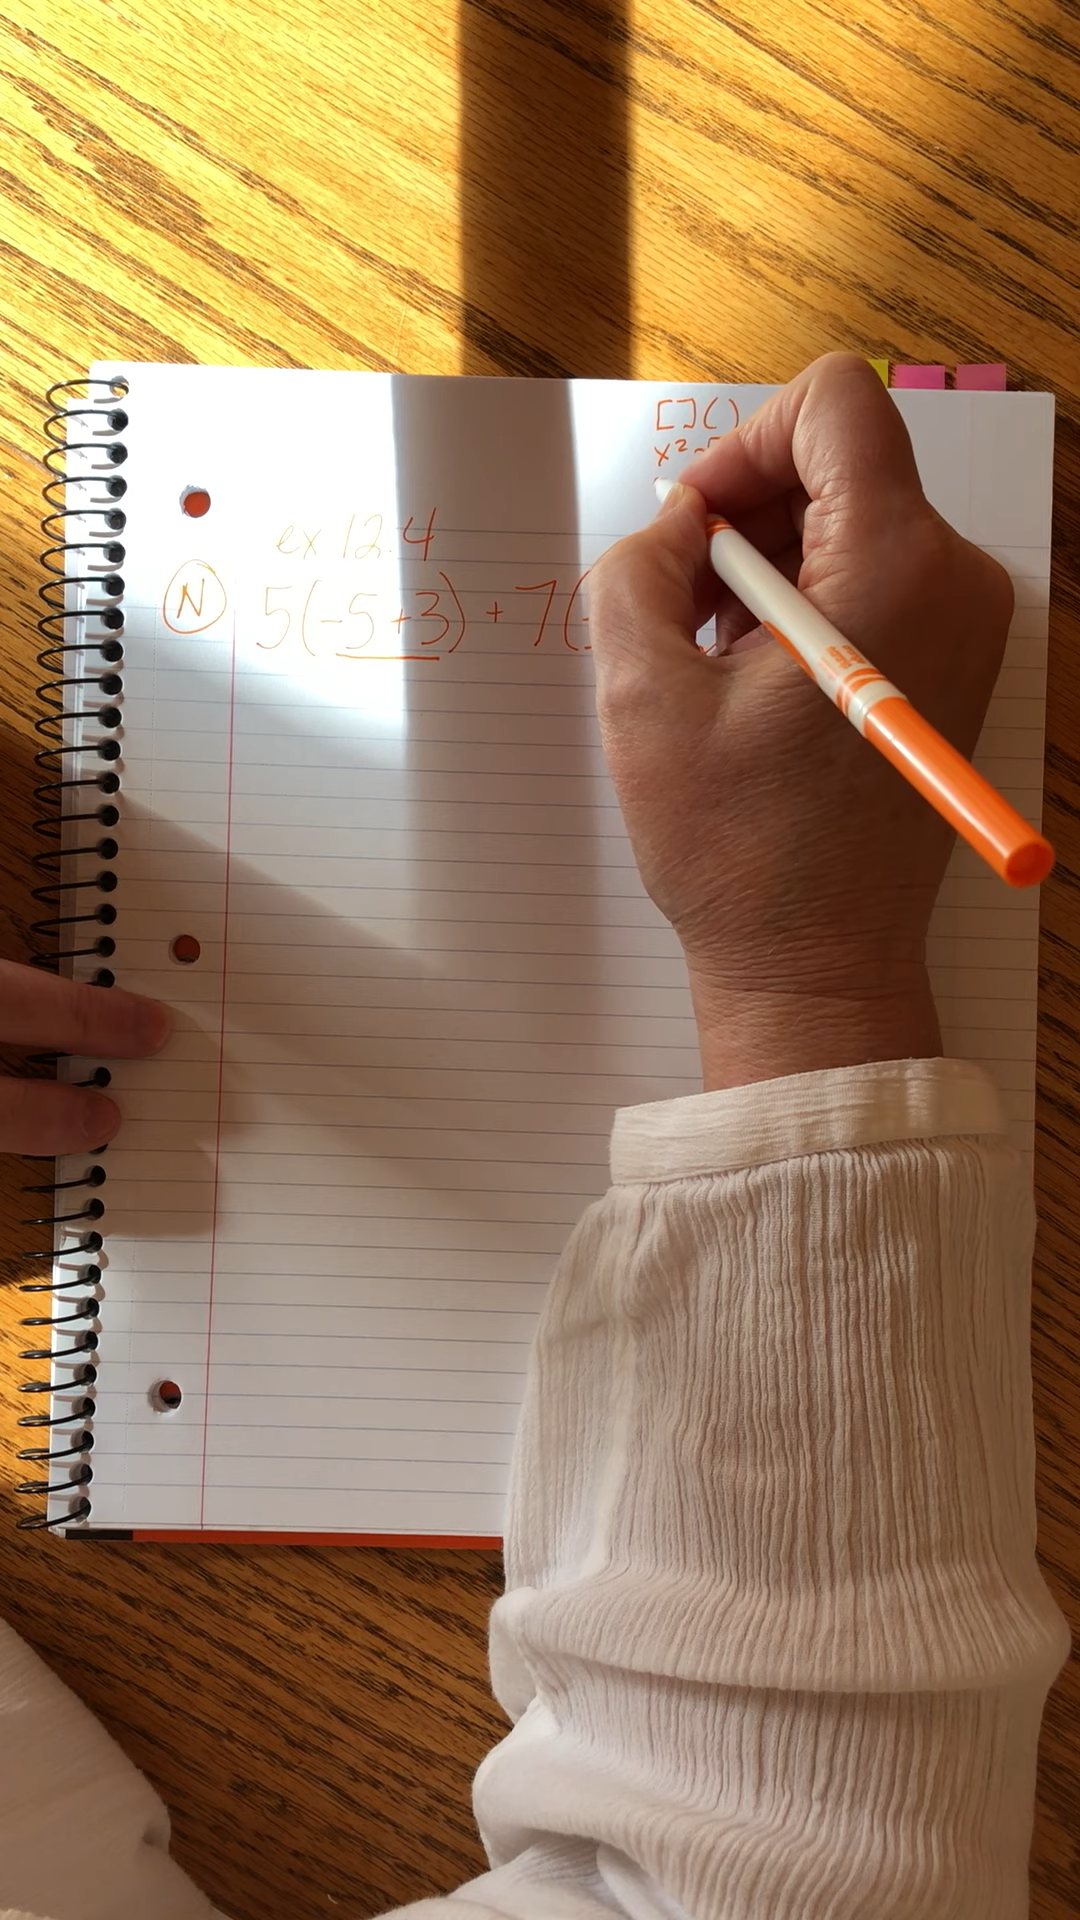 [] ()
x²
ex 12.4
N 5(-5+3) + 7(